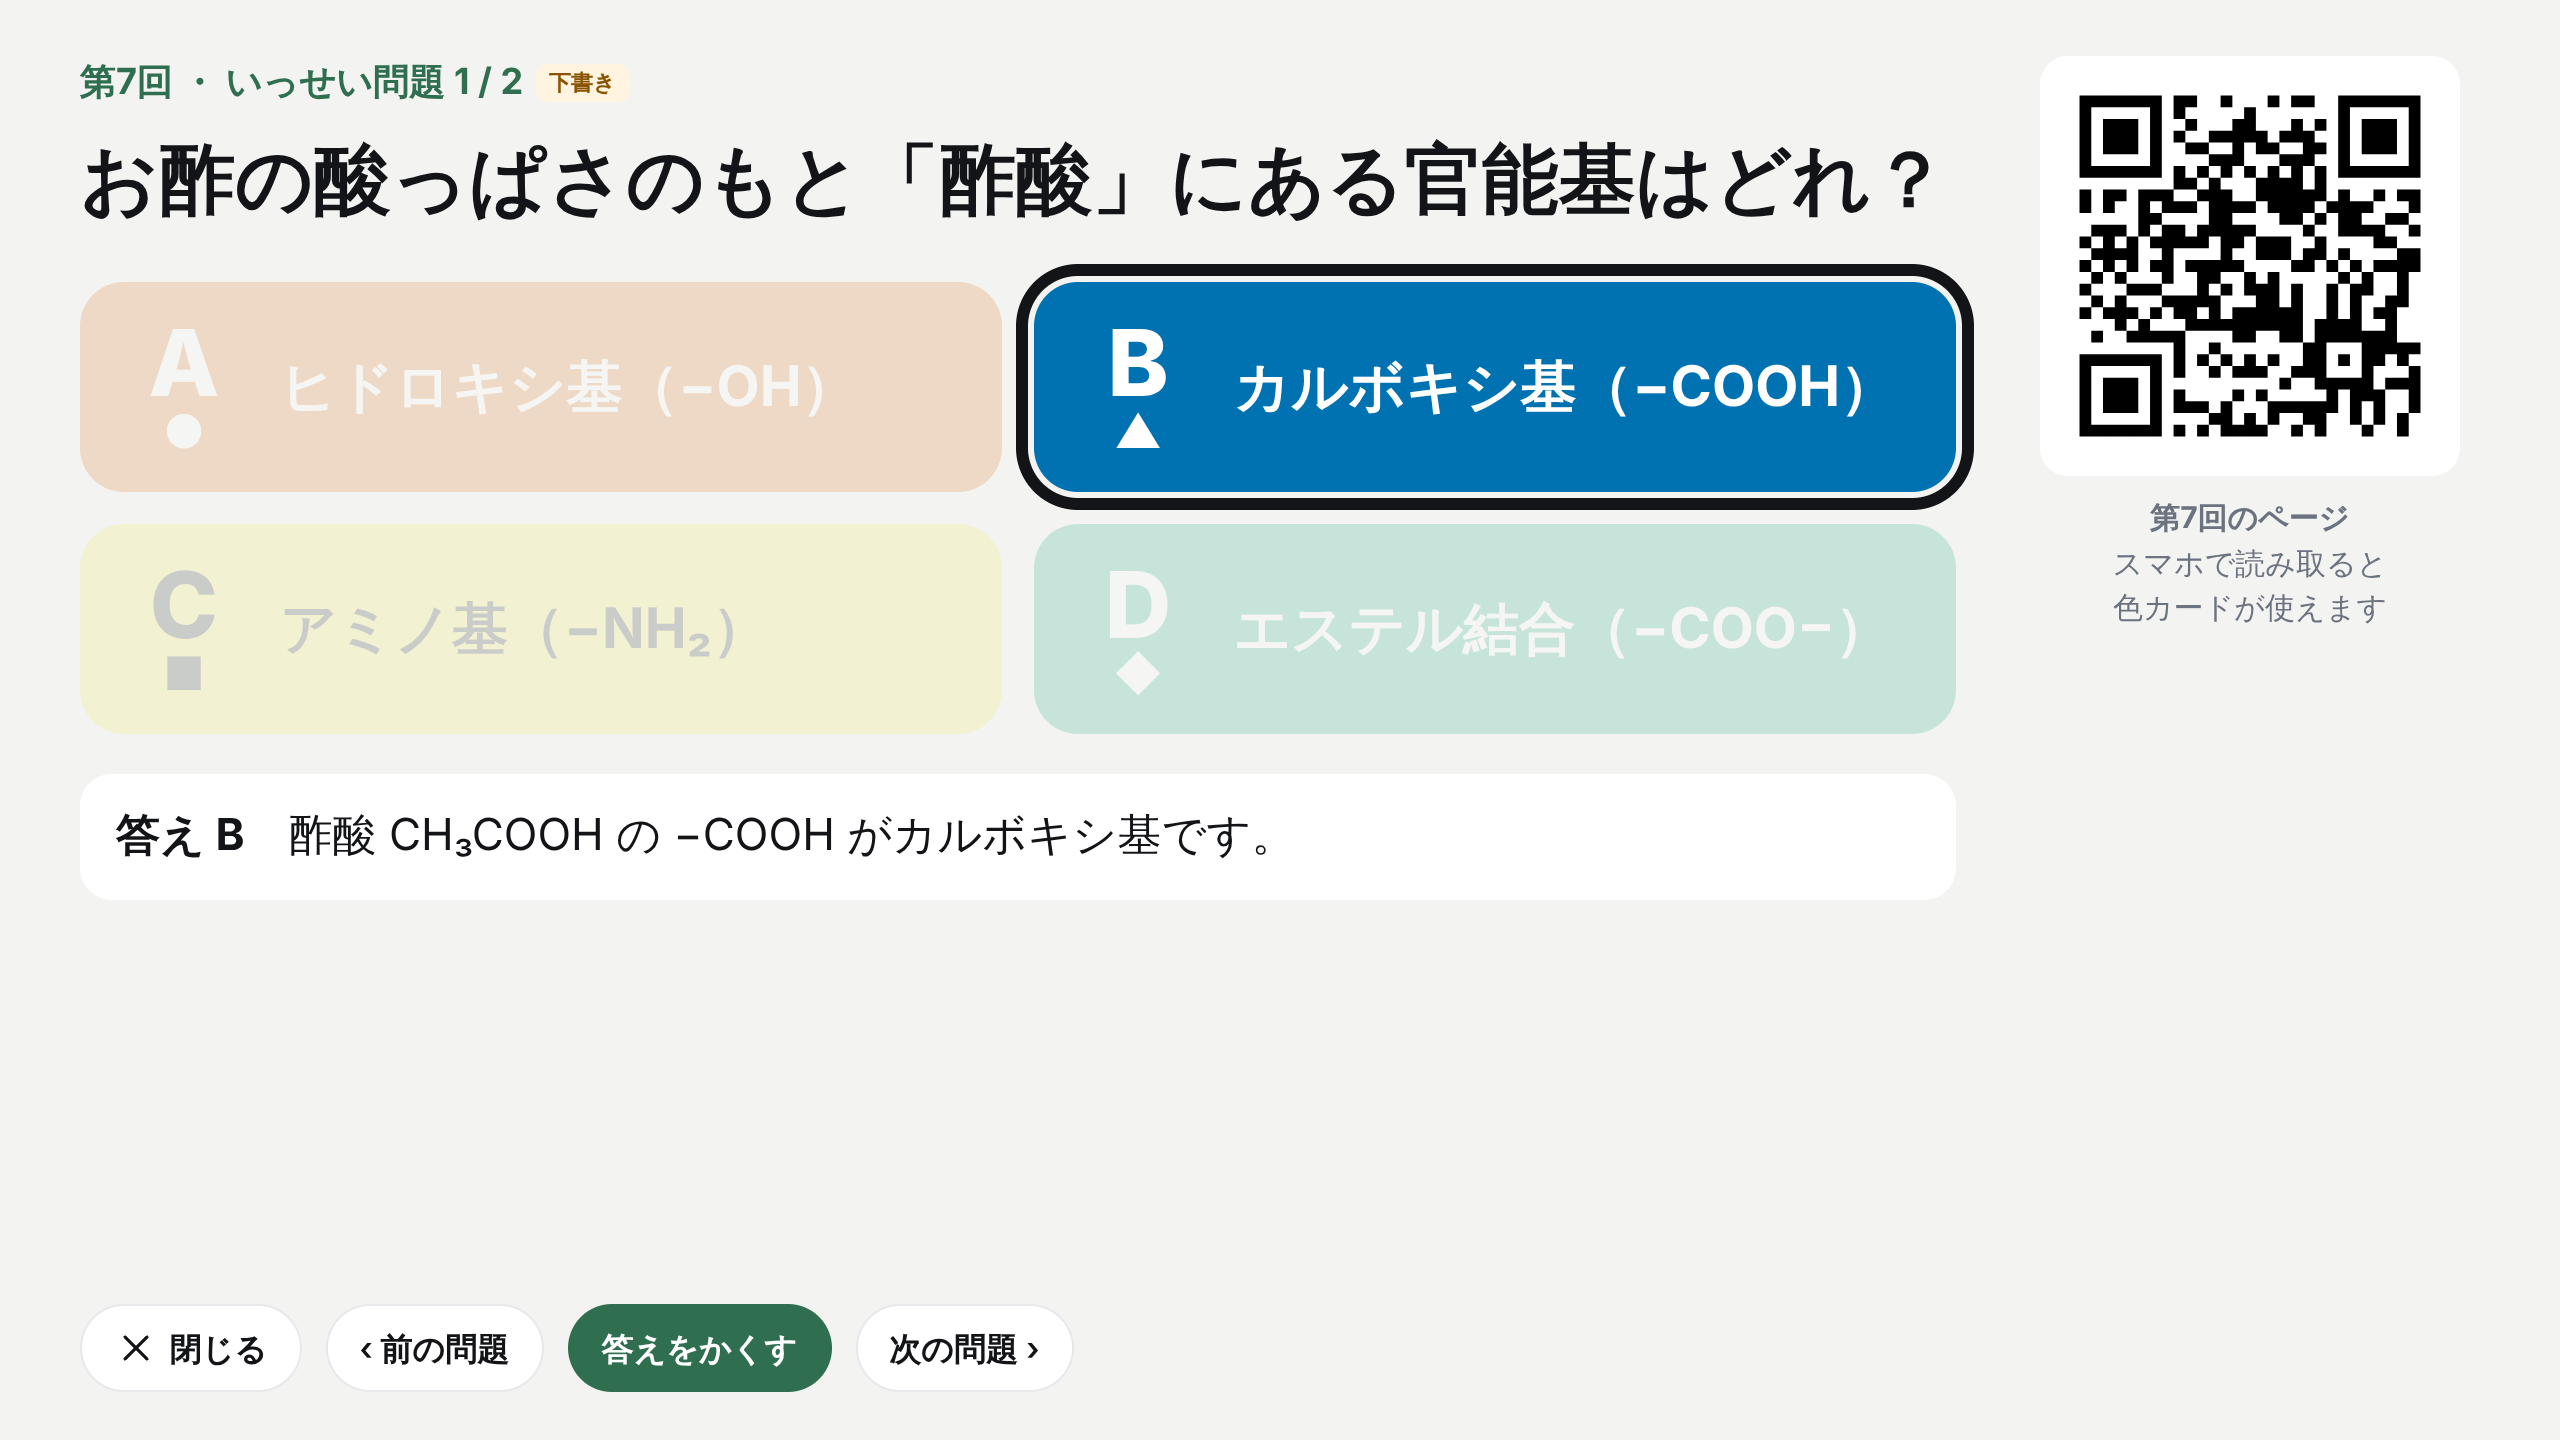 第7回 ・ いっせい問題 1 / 2 下書き
お酢の酸っぱさのもと「酢酸」にある官能基はどれ？
A ヒドロキシ基（−OH）
B カルボキシ基（−COOH）
C アミノ基（−NH₂）
D エステル結合（−COO−）
答え B 酢酸 CH₃COOH の −COOH がカルボキシ基です。
第7回のページ
スマホで読み取ると
色カードが使えます
× 閉じる
‹ 前の問題
答えをかくす
次の問題 ›